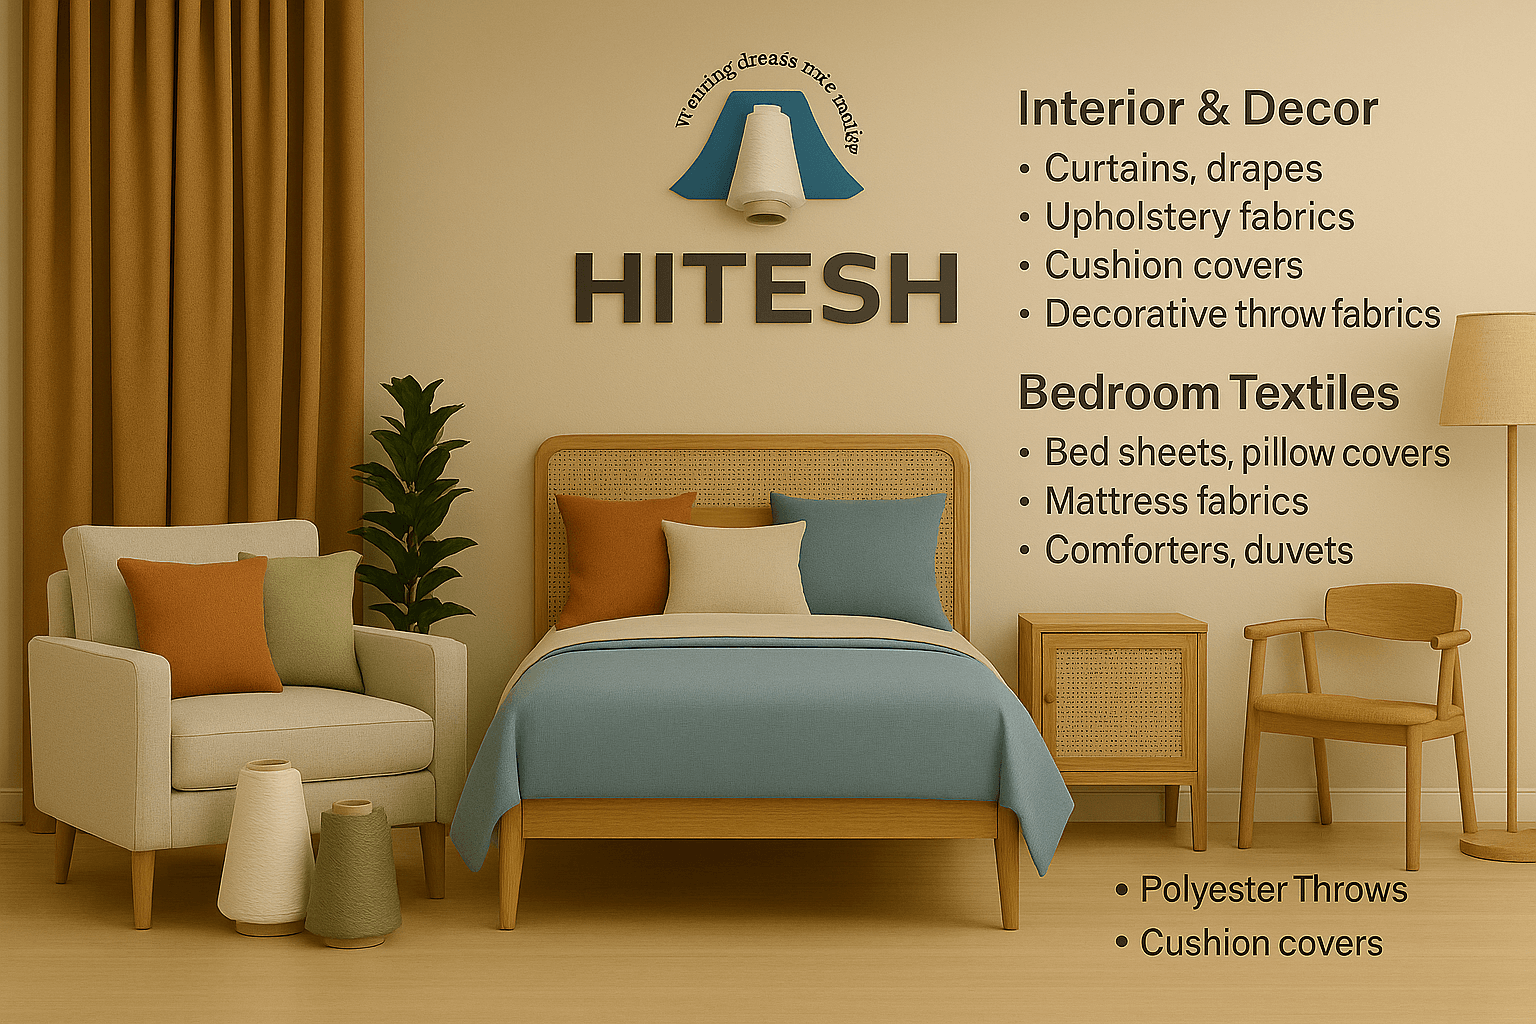 HITESH
Interior & Decor
• Curtains, drapes
• Upholstery fabrics
• Cushion covers
• Decorative throw fabrics
Bedroom Textiles
• Bed sheets, pillow covers
• Mattress fabrics
• Comforters, duvets
• Polyester Throws
• Cushion covers